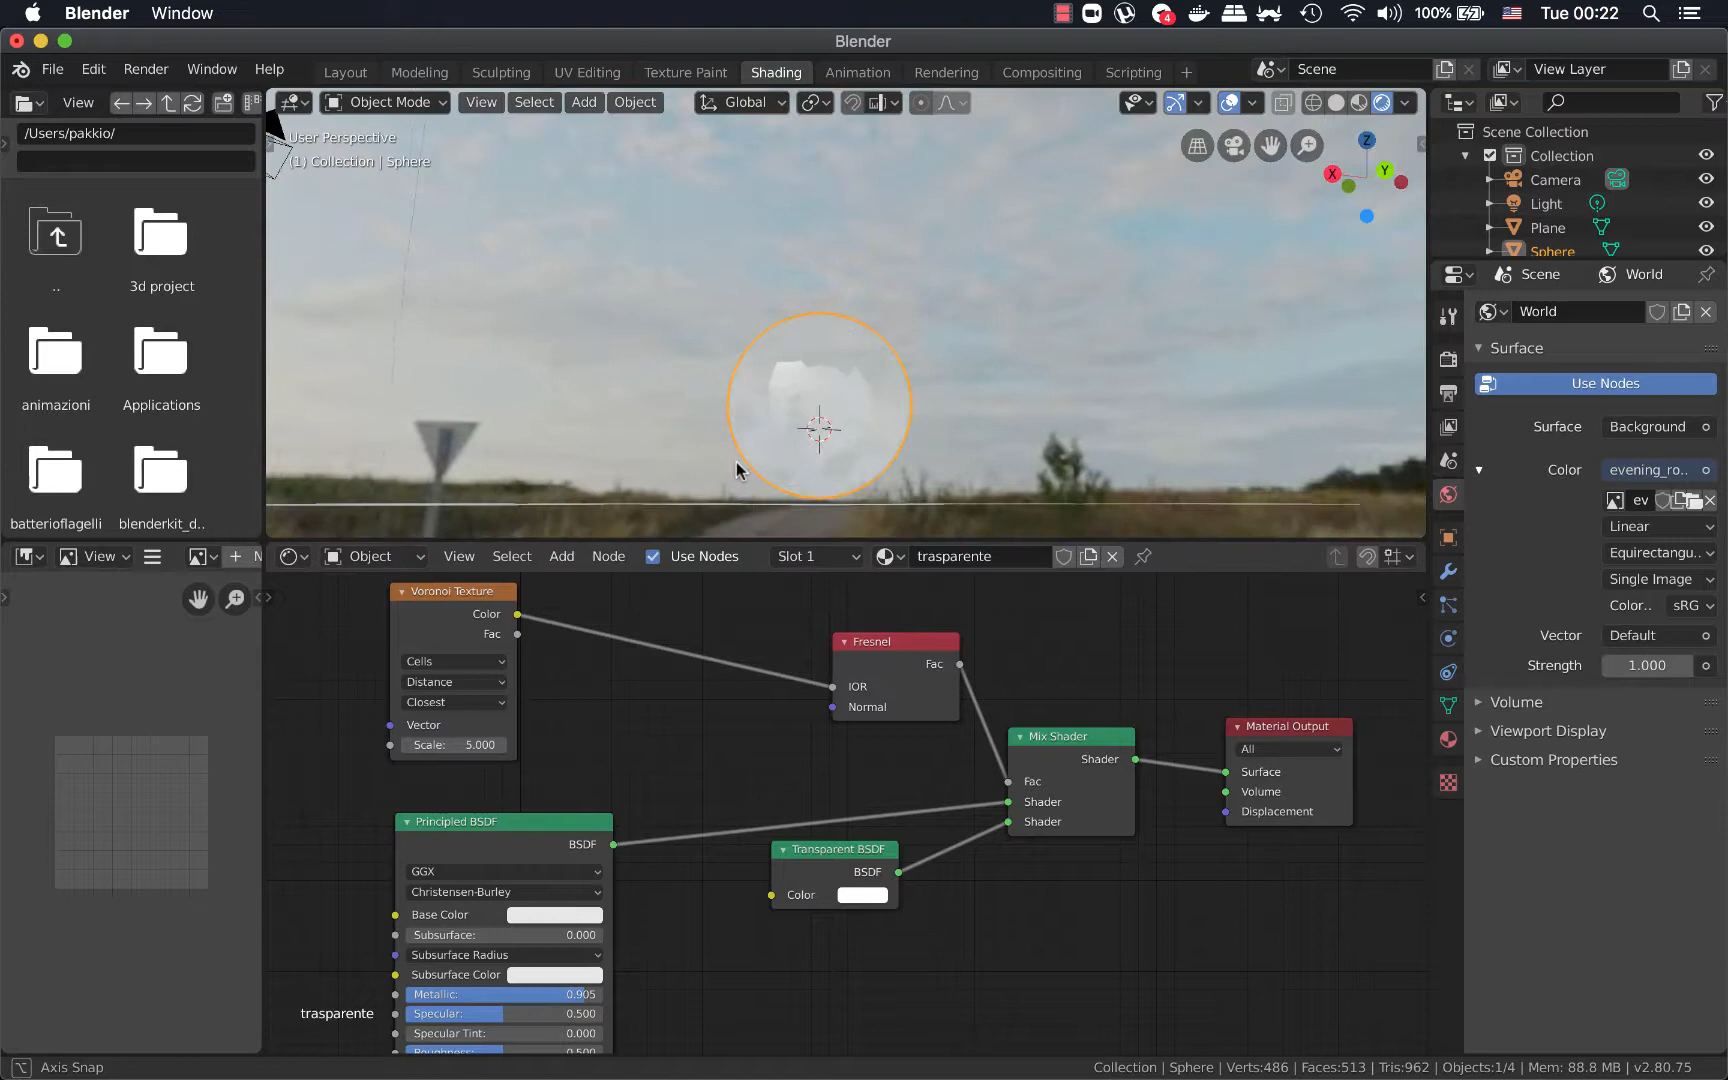 Blender Window
4
100%
Tue 00:22
Blender
File Edit Render Window Help
Layout Modeling Sculpting UV Editing Texture Paint Shading Animation Rendering Compositing Scripting +
Scene
View Layer
View
Object Mode
View Select Add Object
Global
/Users/pakkio/
User Perspective
(1) Collection | Sphere
Z
X
Y
Scene Collection
Collection
Camera
Light
Plane
Sphere
..
3d project
animazioni
Applications
batterioflagelli
blenderkit_d..
Scene
World
World
Surface
Use Nodes
Surface
Background
Color
evening_ro..
ev
Linear
Equirectangu..
Single Image
Color..
sRG
Vector
Default
Strength
1.000
Volume
Viewport Display
Custom Properties
View
N
Object
View Select Add Node
Use Nodes
Slot 1
trasparente
Voronoi Texture
Color
Fac
Cells
Distance
Closest
Vector
Scale: 5.000
Fresnel
Fac
IOR
Normal
Mix Shader
Shader
Fac
Shader
Shader
Material Output
All
Surface
Volume
Displacement
Principled BSDF
BSDF
GGX
Christensen-Burley
Base Color
Subsurface: 0.000
Subsurface Radius
Subsurface Color
Metallic: 0.905
Specular: 0.500
Specular Tint: 0.000
Roughness: 0.500
Transparent BSDF
BSDF
Color
trasparente
Axis Snap
Collection | Sphere | Verts:486 | Faces:513 | Tris:962 | Objects:1/4 | Mem: 88.8 MB | v2.80.75